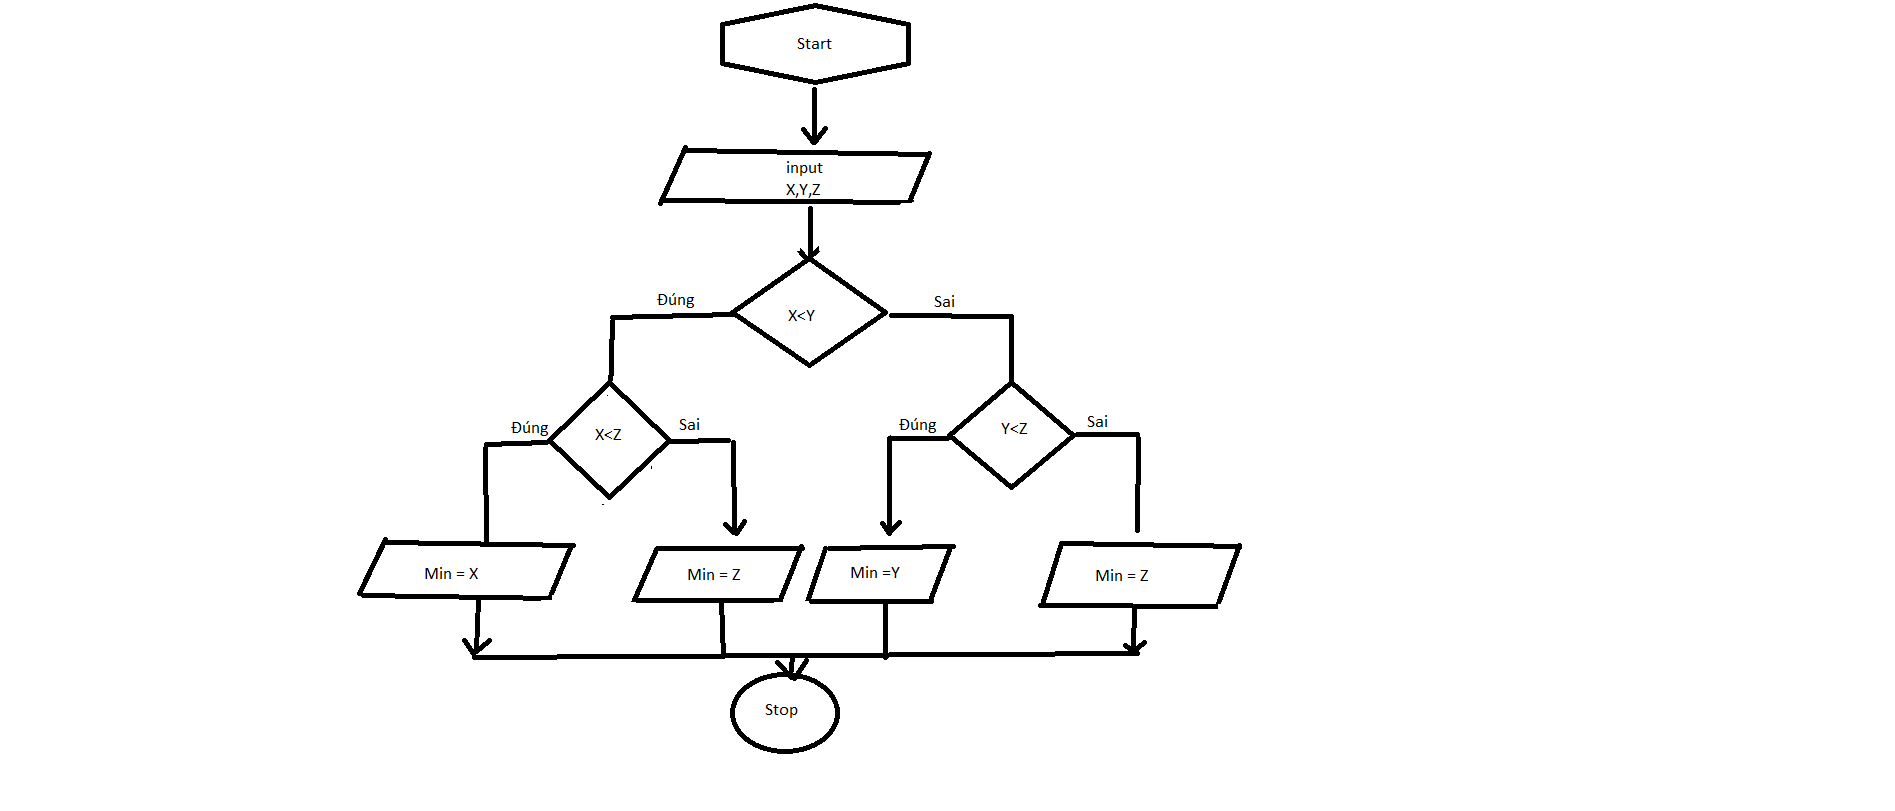 Start
input
X,Y,Z
Đúng
X<Y
Sai
Đúng
X<Z
Sai
Đúng
Y<Z
Sai
Min = X
Min = Z
Min =Y
Min = Z
Stop